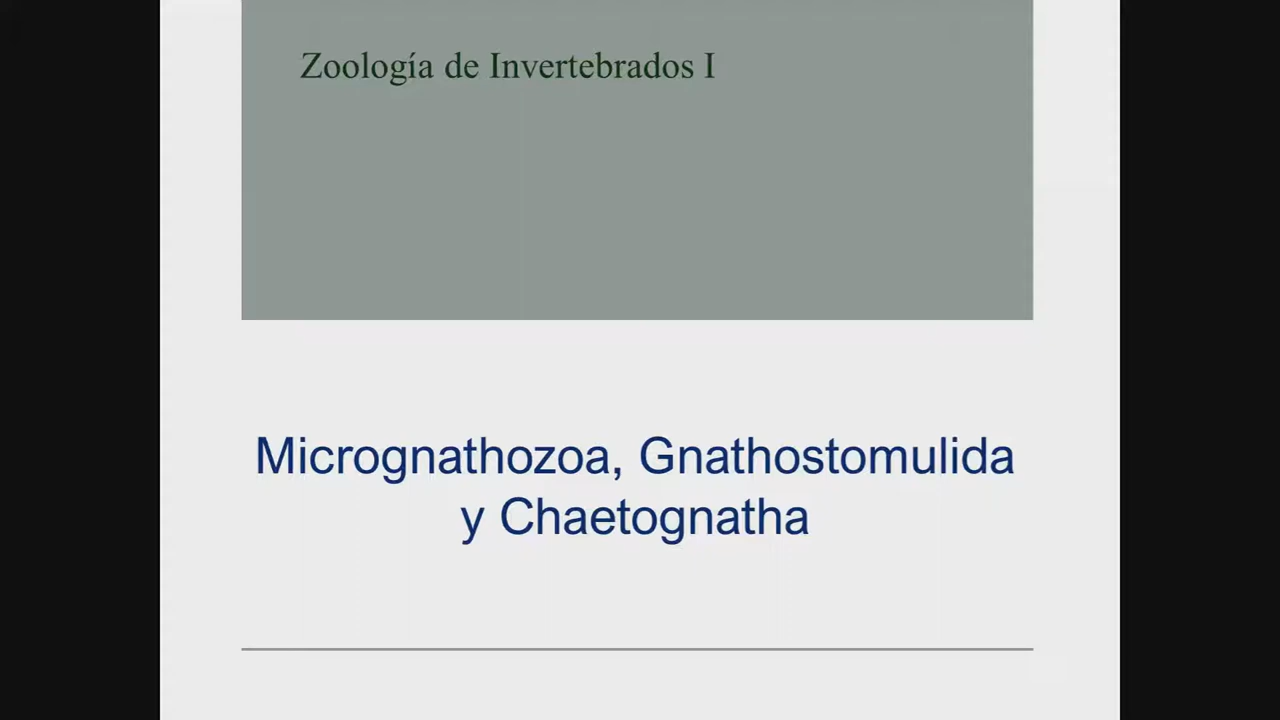 Zoología de Invertebrados I
Micrognathozoa, Gnathostomulida
y Chaetognatha